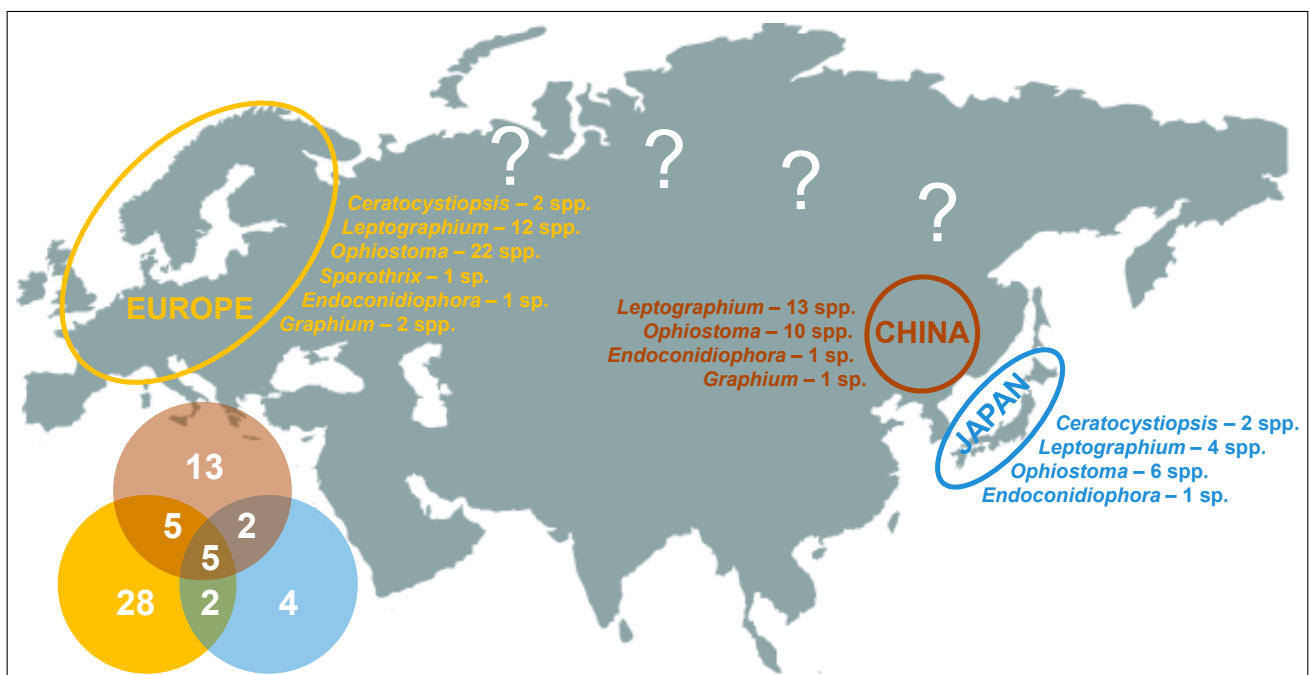 ? ? ? ?
Ceratocystiopsis – 2 spp.
Leptographium – 12 spp.
Ophiostoma – 22 spp.
Sporothrix – 1 sp.
Endoconidiophora – 1 sp.
Graphium – 2 spp.
EUROPE
Leptographium – 13 spp.
Ophiostoma – 10 spp.
Endoconidiophora – 1 sp.
Graphium – 1 sp.
CHINA
JAPAN
Ceratocystiopsis – 2 spp.
Leptographium – 4 spp.
Ophiostoma – 6 spp.
Endoconidiophora – 1 sp.
13
5 2
5
28 2 4